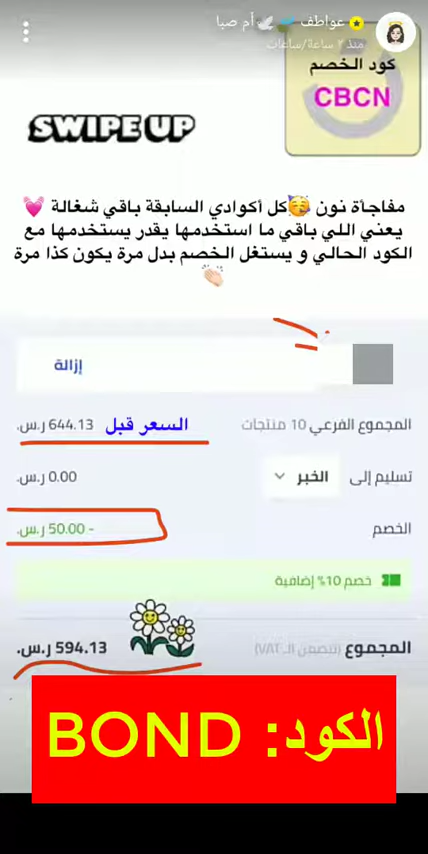 عواطف 🕊️أم صبا
منذ ٢ ساعة/ساعات
كود الخصم
CBCN
SWIPE UP
مفاجأة نون 🥳كل أكوادي السابقة باقي شغالة 💓
يعني اللي باقي ما استخدمها يقدر يستخدمها مع
الكود الحالي و يستغل الخصم بدل مرة يكون كذا مرة
👏🏻
إزالة
المجموع الفرعي 10 منتجات السعر قبل 644.13 ر.س.
تسليم إلى الخبر 0.00 ر.س.
الخصم - 50.00 ر.س.
خصم 10% إضافية
المجموع (يتضمن الـ VAT) 594.13 ر.س.
الكود: BOND